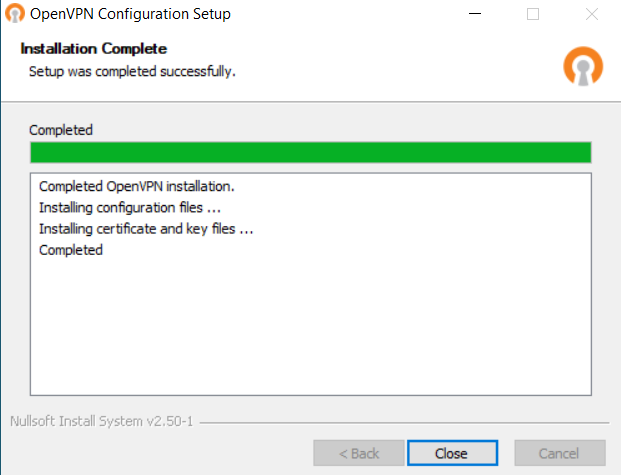 OpenVPN Configuration Setup
Installation Complete
Setup was completed successfully.
Completed
Completed OpenVPN installation.
Installing configuration files ...
Installing certificate and key files ...
Completed
Nullsoft Install System v2.50-1
< Back
Close
Cancel